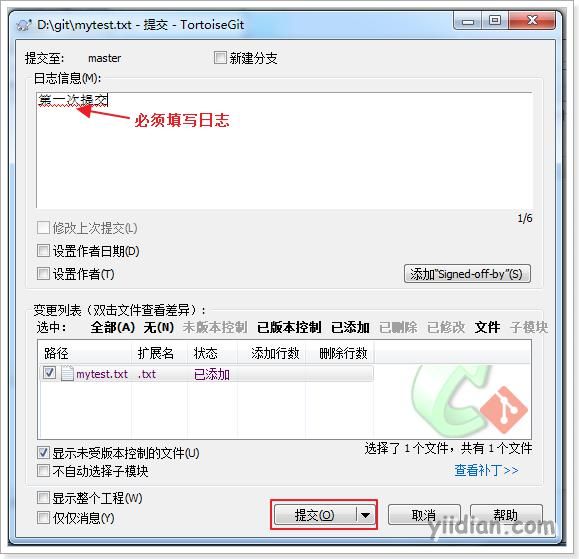 D:\git\mytest.txt - 提交 - TortoiseGit
提交至: master 新建分支
日志信息(M):
第一次提交
必须填写日志
1/6
修改上次提交(L)
设置作者日期(D)
设置作者(T) 添加"Signed-off-by"(S)
变更列表（双击文件查看差异）:
选中: 全部(A) 无(N) 未版本控制 已版本控制 已添加 已删除 已修改 文件 子模块
路径 扩展名 状态 添加行数 删除行数
mytest.txt .txt 已添加
显示未受版本控制的文件(U) 选择了 1 个文件，共有 1 个文件
不自动选择子模块 查看补丁>>
显示整个工程(W)
仅仅消息(Y) 提交(O) 取消 帮助
yiidian.com